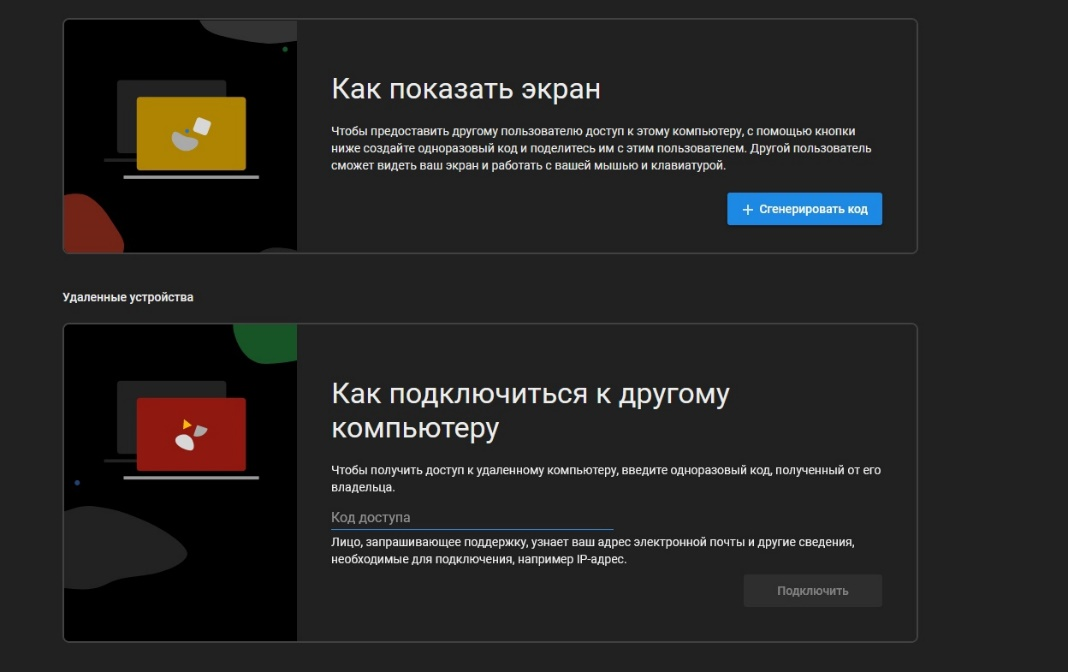 Как показать экран
Чтобы предоставить другому пользователю доступ к этому компьютеру, с помощью кнопки
ниже создайте одноразовый код и поделитесь им с этим пользователем. Другой пользователь
сможет видеть ваш экран и работать с вашей мышью и клавиатурой.
+ Сгенерировать код
Удаленные устройства
Как подключиться к другому
компьютеру
Чтобы получить доступ к удаленному компьютеру, введите одноразовый код, полученный от его
владельца.
Код доступа
Лицо, запрашивающее поддержку, узнает ваш адрес электронной почты и другие сведения,
необходимые для подключения, например IP-адрес.
Подключить